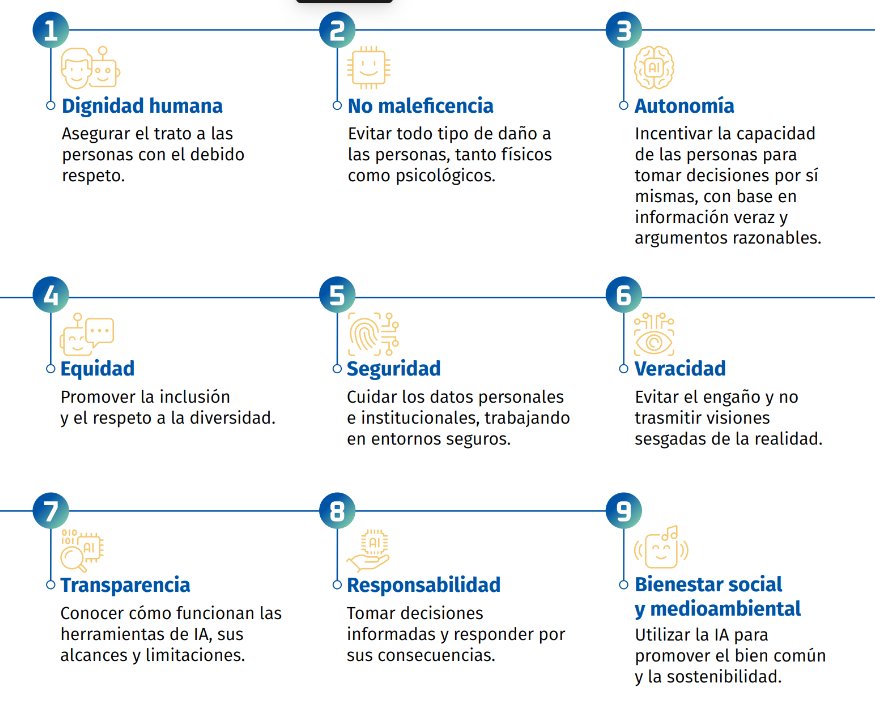 1
Dignidad humana
Asegurar el trato a las
personas con el debido
respeto.
2
No maleficencia
Evitar todo tipo de daño a
las personas, tanto físicos
como psicológicos.
3
AI
Autonomía
Incentivar la capacidad
de las personas para
tomar decisiones por sí
mismas, con base en
información veraz y
argumentos razonables.
4
Equidad
Promover la inclusión
y el respeto a la diversidad.
5
Seguridad
Cuidar los datos personales
e institucionales, trabajando
en entornos seguros.
6
Veracidad
Evitar el engaño y no
trasmitir visiones
sesgadas de la realidad.
7
010
101
AI
Transparencia
Conocer cómo funcionan las
herramientas de IA, sus
alcances y limitaciones.
8
AI
Responsabilidad
Tomar decisiones
informadas y responder por
sus consecuencias.
9
Bienestar social
y medioambiental
Utilizar la IA para
promover el bien común
y la sostenibilidad.